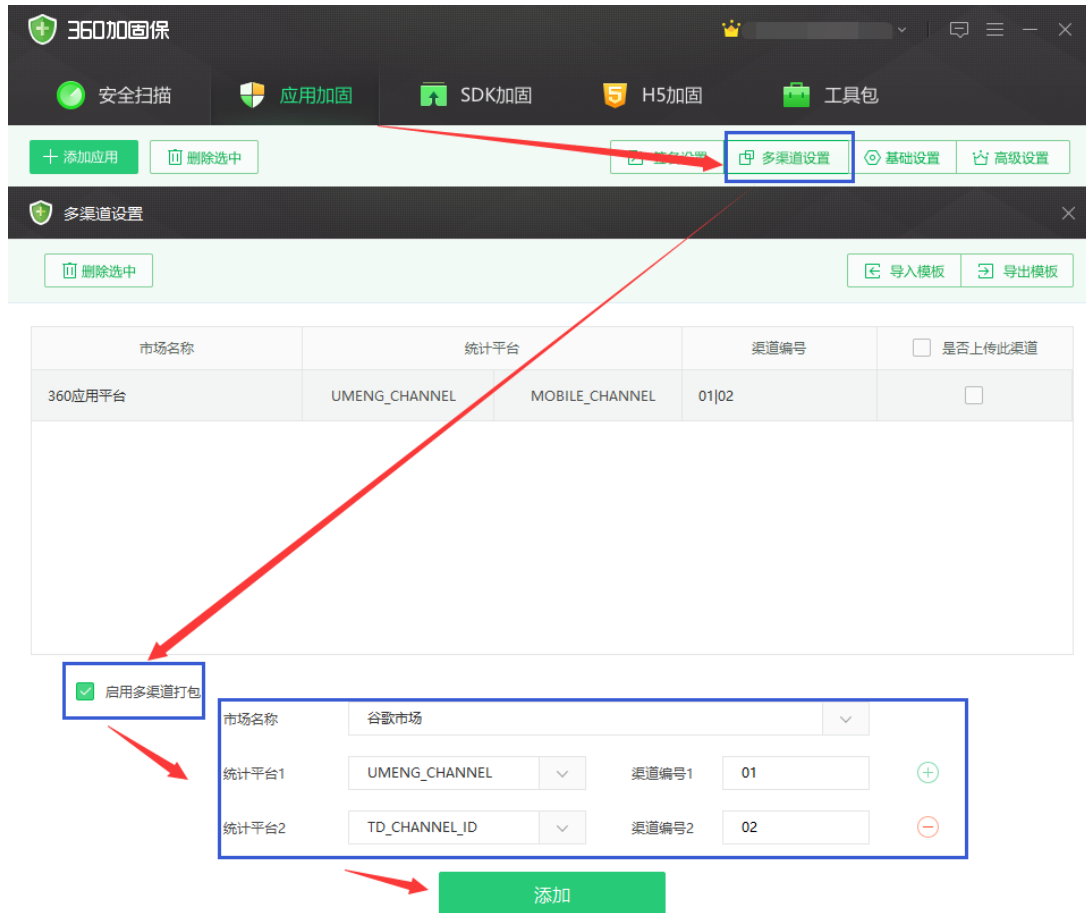 360加固保
安全扫描 应用加固 SDK加固 H5加固 工具包
添加应用 删除选中 签名设置 多渠道设置 基础设置 高级设置
多渠道设置
删除选中 导入模板 导出模板
市场名称 统计平台 渠道编号 是否上传此渠道
360应用平台 UMENG_CHANNEL MOBILE_CHANNEL 01|02
启用多渠道打包
市场名称 谷歌市场
统计平台1 UMENG_CHANNEL 渠道编号1 01
统计平台2 TD_CHANNEL_ID 渠道编号2 02
添加